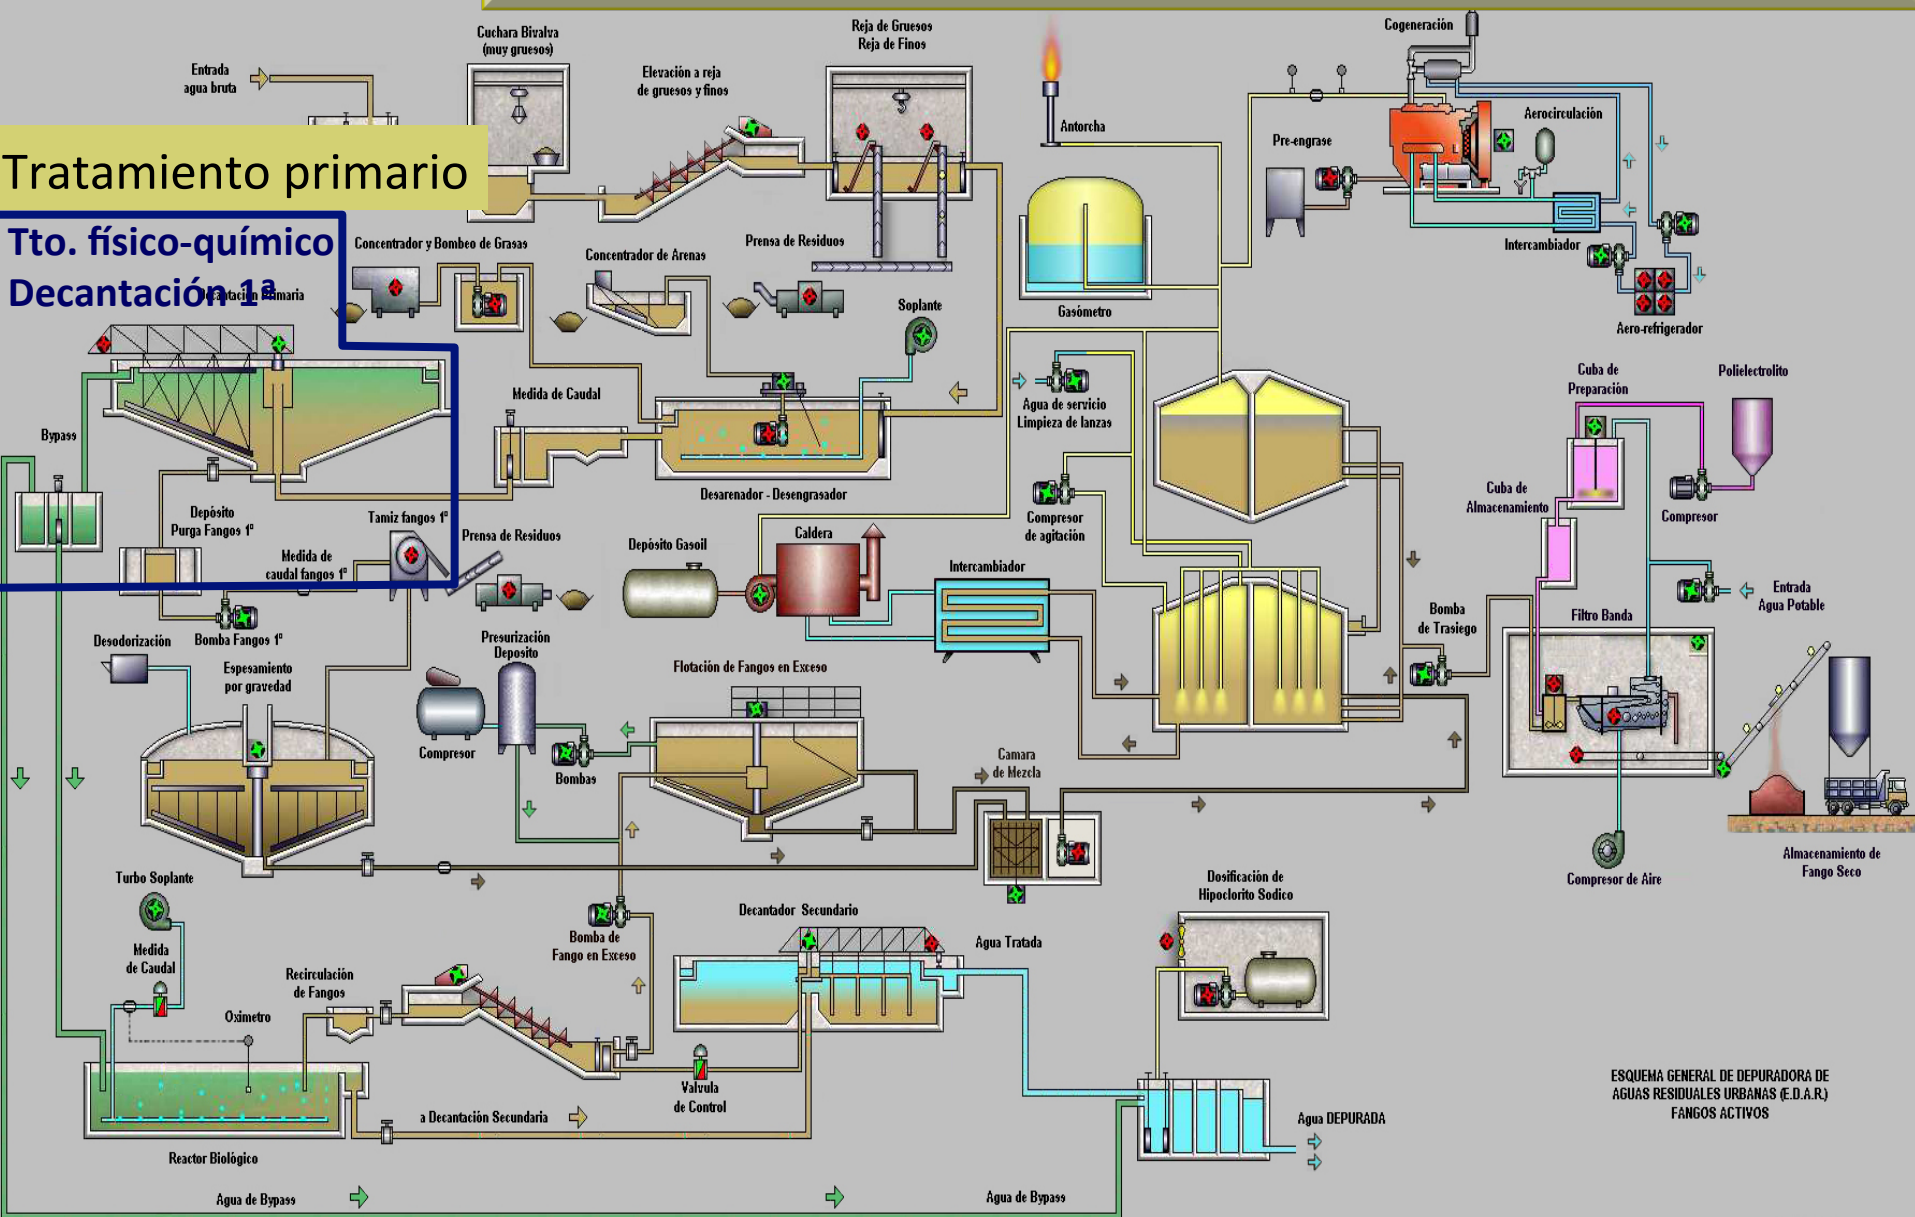 Cuchara Bivalva
(muy gruesos)
Reja de Gruesos
Reja de Finos
Cogeneración
Entrada
agua bruta
Elevación a reja
de gruesos y finos
Antorcha
Pre-engrase
Aerocirculación
Tratamiento primario
Tto. físico-químico
Decantación 1ª
Decantación Primaria
Concentrador y Bombeo de Grasas
Concentrador de Arenas
Prensa de Residuos
Soplante
Gasómetro
Intercambiador
Aero-refrigerador
Bypass
Medida de Caudal
Desarenador - Desengrasador
Agua de servicio
Limpieza de lanzas
Cuba de
Preparación
Polielectrolito
Cuba de
Almacenamiento
Compresor
Depósito
Purga Fangos 1º
Tamiz fangos 1º
Medida de
caudal fangos 1º
Prensa de Residuos
Depósito Gasoil
Caldera
Compresor
de agitación
Intercambiador
Bomba
de Trasiego
Entrada
Agua Potable
Filtro Banda
Desodorización
Bomba Fangos 1º
Espesamiento
por gravedad
Presurización
Deposito
Flotación de Fangos en Exceso
Compresor
Bombas
Camara
de Mezcla
Compresor de Aire
Almacenamiento de
Fango Seco
Turbo Soplante
Medida
de Caudal
Oximetro
Recirculación
de Fangos
Bomba de
Fango en Exceso
Decantador Secundario
Agua Tratada
Dosificación de
Hipoclorito Sodico
Valvula
de Control
a Decantación Secundaria
Reactor Biológico
Agua DEPURADA
ESQUEMA GENERAL DE DEPURADORA DE
AGUAS RESIDUALES URBANAS (E.D.A.R.)
FANGOS ACTIVOS
Agua de Bypass
Agua de Bypass